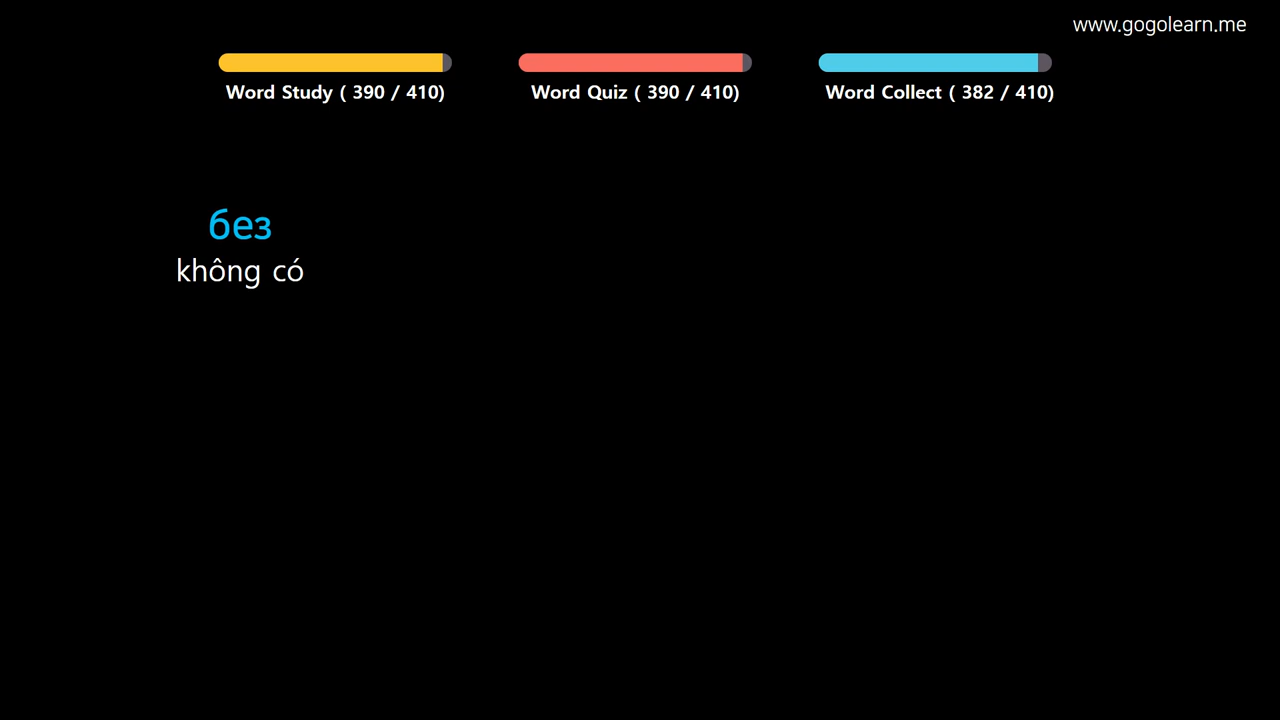 www.gogolearn.me
Word Study ( 390 / 410)
Word Quiz ( 390 / 410)
Word Collect ( 382 / 410)
без
không có